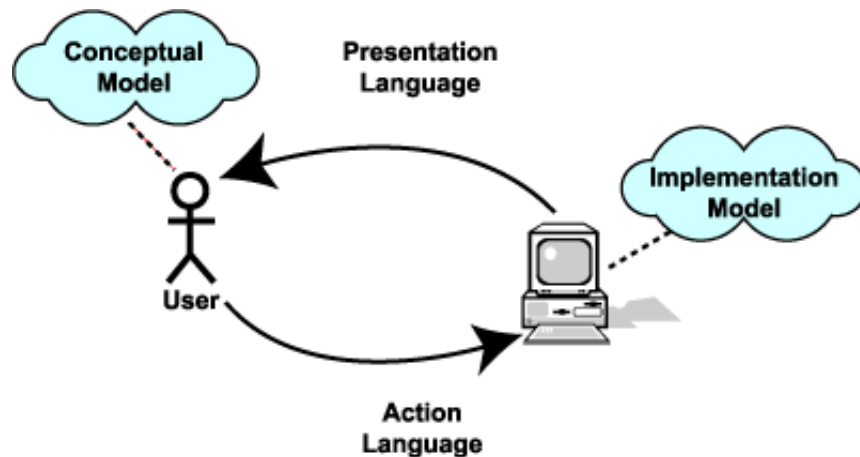 Conceptual
Model
Presentation
Language
Implementation
Model
User
Action
Language